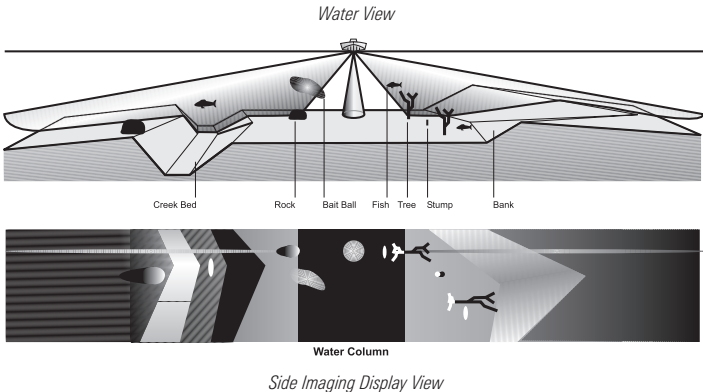 Water View
Creek Bed Rock Bait Ball Fish Tree Stump Bank
Water Column
Side Imaging Display View